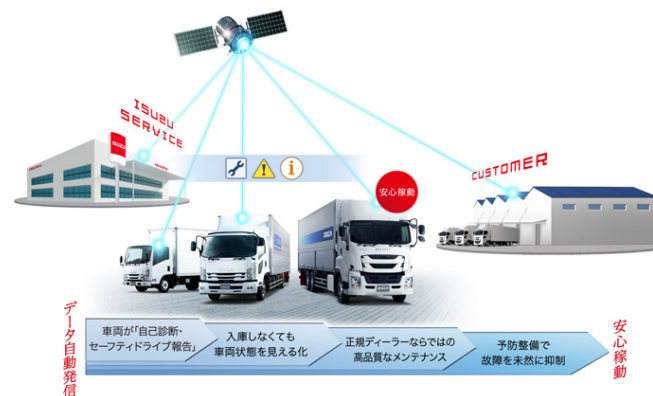 ISUZU
SERVICE
ISUZU
CUSTOMER
安心稼動
GIGA
データ自動発信
車両が「自己診断・
セーフティドライブ報告」
入庫しなくても
車両状態を見える化
正規ディーラーならではの
高品質なメンテナンス
予防整備で
故障を未然に抑制
安心稼動